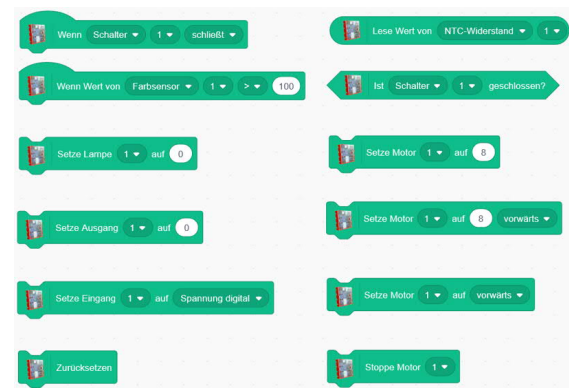 Wenn Schalter 1 schließt
Lese Wert von NTC-Widerstand 1
Wenn Wert von Farbsensor 1 > 100
Ist Schalter 1 geschlossen?
Setze Lampe 1 auf 0
Setze Motor 1 auf 8
Setze Ausgang 1 auf 0
Setze Motor 1 auf 8 vorwärts
Setze Eingang 1 auf Spannung digital
Setze Motor 1 auf vorwärts
Zurücksetzen
Stoppe Motor 1